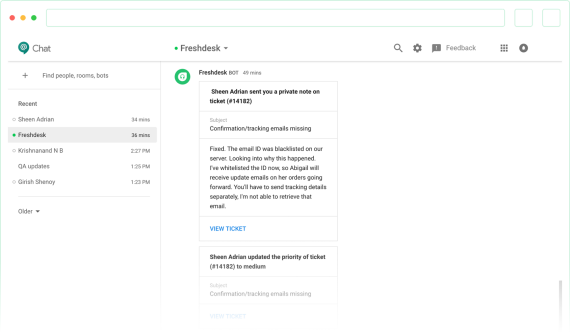 Chat
Freshdesk
Feedback
+ Find people, rooms, bots
Recent
Sheen Adrian 34 mins
Freshdesk 36 mins
Krishnanand N B 2:27 PM
QA updates 1:25 PM
Girish Shenoy 1:23 PM
Older
Freshdesk BOT 49 mins
Sheen Adrian sent you a private note on
ticket (#14182)
Subject
Confirmation/tracking emails missing
Fixed. The email ID was blacklisted on our
server. Looking into why this happened.
I've whitelisted the ID now, so Abigail will
receive update emails on her orders going
forward. You'll have to send tracking details
separately, I'm not able to retrieve that
email.
VIEW TICKET
Sheen Adrian updated the priority of ticket
(#14182) to medium
Subject
Confirmation/tracking emails missing
VIEW TICKET